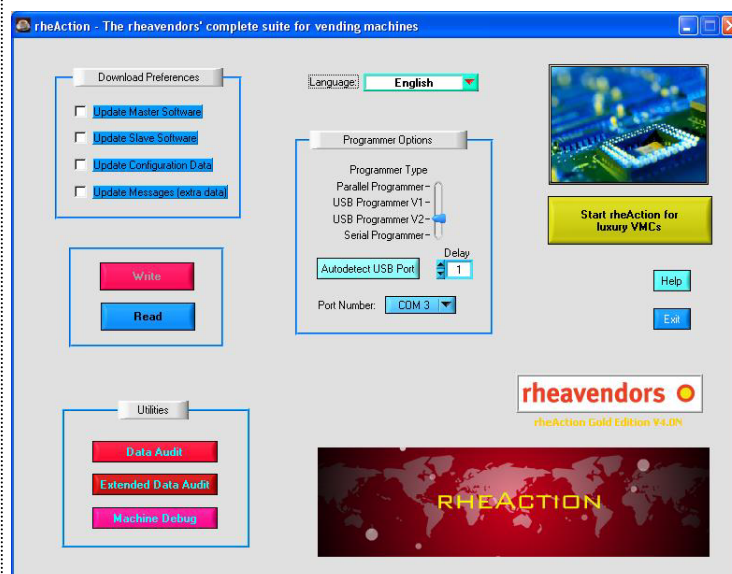 rheAction - The rheavendors' complete suite for vending machines
Download Preferences
Update Master Software
Update Slave Software
Update Configuration Data
Update Messages (extra data)
Write
Read
Utilities
Data Audit
Extended Data Audit
Machine Debug
Language:
English
Programmer Options
Programmer Type
Parallel Programmer
USB Programmer V1
USB Programmer V2
Serial Programmer
Delay
Autodetect USB Port
1
Port Number:
COM 3
Start rheAction for
luxury VMCs
Help
Exit
rheavendors
rheAction Gold Edition V4.0N
RHEACTION